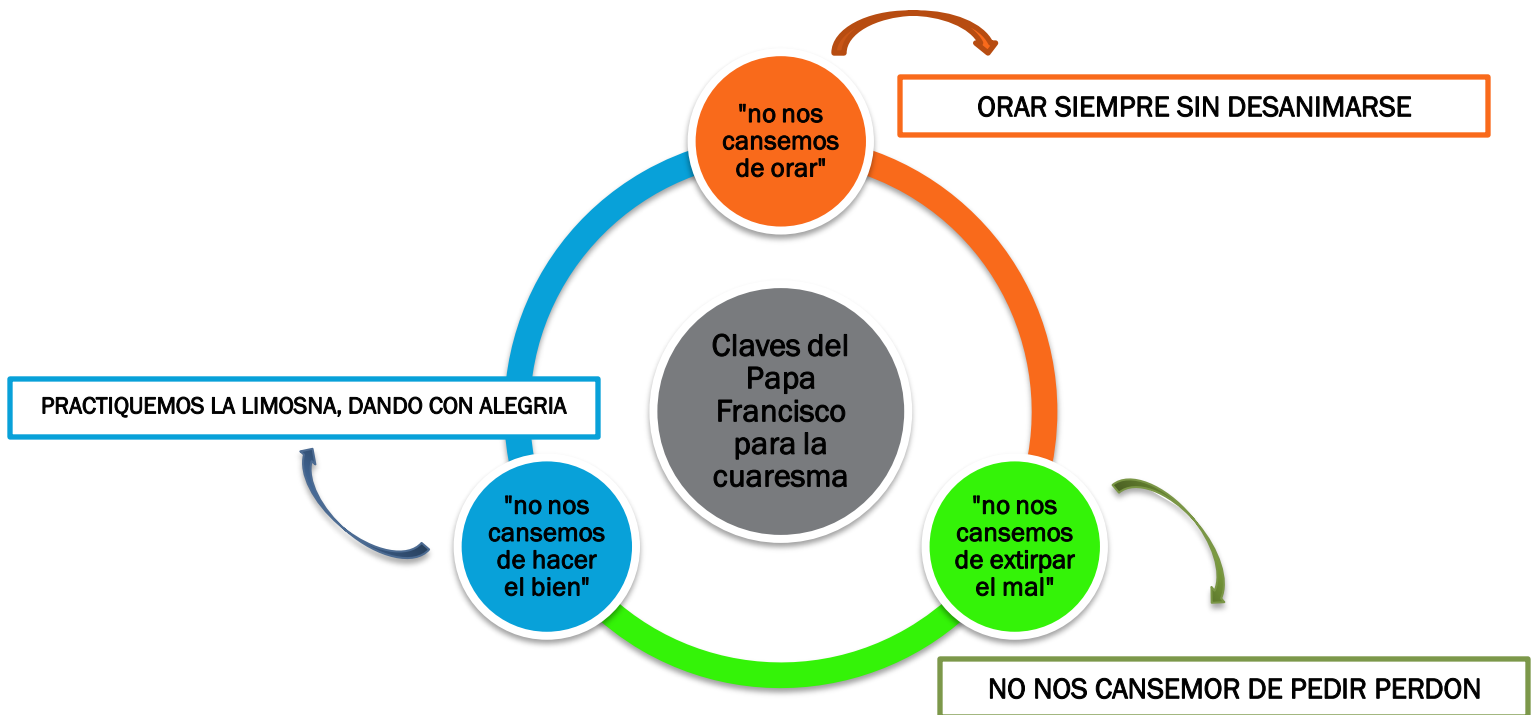 "no nos
cansemos
de orar"
ORAR SIEMPRE SIN DESANIMARSE
Claves del
Papa
Francisco
para la
cuaresma
PRACTIQUEMOS LA LIMOSNA, DANDO CON ALEGRIA
"no nos
cansemos
de hacer
el bien"
"no nos
cansemos
de extirpar
el mal"
NO NOS CANSEMOR DE PEDIR PERDON